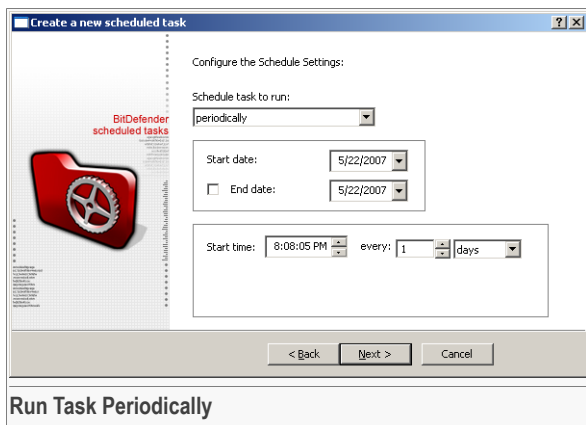 Create a new scheduled task
Configure the Schedule Settings:
Schedule task to run:
periodically
BitDefender
scheduled tasks
Start date: 5/22/2007
End date: 5/22/2007
Start time: 8:08:05 PM every: 1 days
< Back Next > Cancel
Run Task Periodically